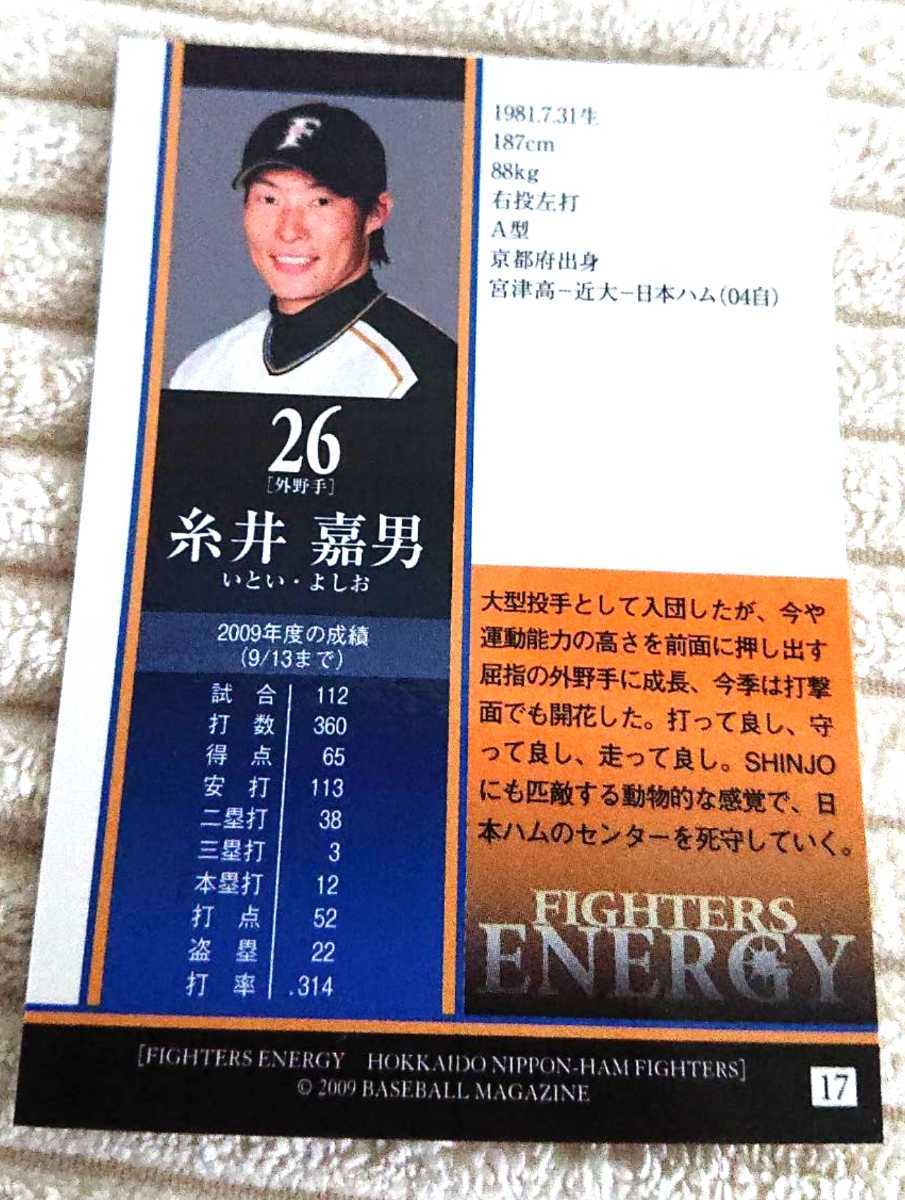 F
26
[外野手]
糸井 嘉男
いとい・よしお
2009年度の成績
(9/13まで)
試合 112
打数 360
得点 65
安打 113
二塁打 38
三塁打 3
本塁打 12
打点 52
盗塁 22
打率 .314
1981.7.31生
187cm
88kg
右投左打
A型
京都府出身
宮津高−近大−日本ハム(04自)
大型投手として入団したが、今や
運動能力の高さを前面に押し出す
屈指の外野手に成長、今季は打撃
面でも開花した。打って良し、守
って良し、走って良し。SHINJO
にも匹敵する動物的な感覚で、日
本ハムのセンターを死守していく。
FIGHTERS
ENERGY
[FIGHTERS ENERGY HOKKAIDO NIPPON-HAM FIGHTERS]
© 2009 BASEBALL MAGAZINE
17